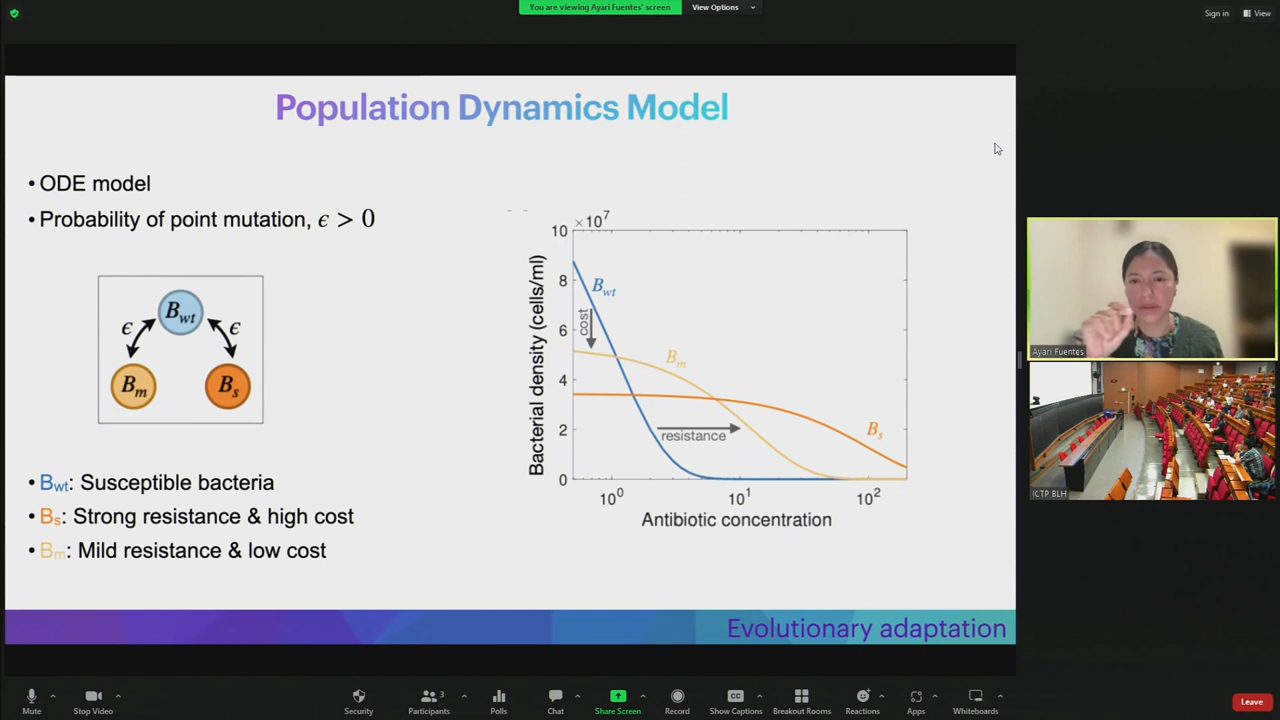 You are viewing Ayari Fuentes' screen
View Options
Sign in
View
Population Dynamics Model
• ODE model
• Probability of point mutation, ϵ > 0
B_wt
ϵ
ϵ
B_m
B_s
• B_wt: Susceptible bacteria
• B_s: Strong resistance & high cost
• B_m: Mild resistance & low cost
×10^7
10
8
6
4
2
0
Bacterial density (cells/ml)
B_wt
cost
B_m
resistance
B_s
10^0
10^1
10^2
Antibiotic concentration
Evolutionary adaptation
Ayari Fuentes
ICTP BLH
Mute
Stop Video
Security
Participants
3
Polls
Chat
Share Screen
Record
Show Captions
Breakout Rooms
Reactions
Apps
Whiteboards
Leave